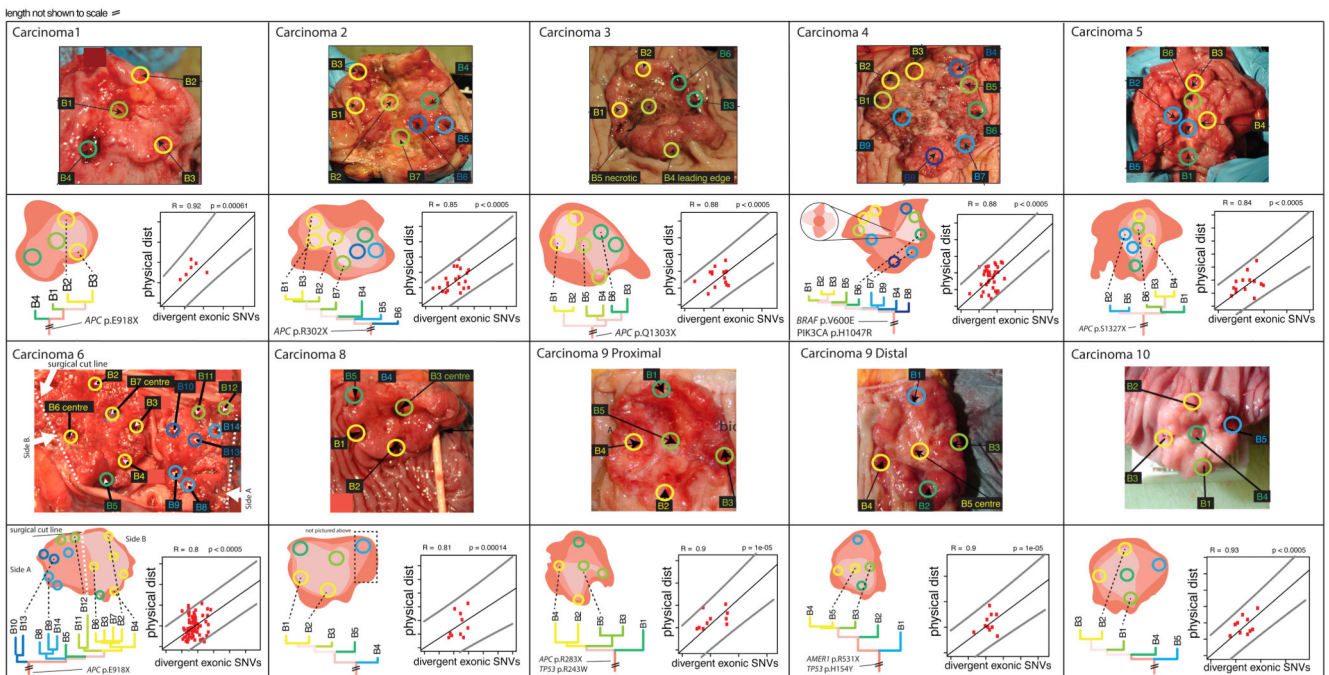 length not shown to scale
Carcinoma1
B2
B1
B4
B3
Carcinoma 2
B3
B4
B1
B5
B2
B7
B6
Carcinoma 3
B2
B6
B1
B3
B5 necrotic
B4 leading edge
Carcinoma 4
B3
B4
B2
B5
B1
B6
B9
B8
B7
Carcinoma 5
B6
B3
B2
B4
B5
B1
R = 0.92 p = 0.00061
physical dist
B4
B1
B2
B3
APC p.E918X
divergent exonic SNVs
R = 0.85 p < 0.0005
physical dist
B1
B3
B2
B7
B4
B5
B6
APC p.R302X
divergent exonic SNVs
R = 0.88 p < 0.0005
physical dist
B1
B2
B5
B4
B6
B3
APC p.Q1303X
divergent exonic SNVs
R = 0.88 p < 0.0005
physical dist
B1
B2
B3
B5
B6
B7
B9
B4
B8
BRAF p.V600E
PIK3CA p.H1047R
divergent exonic SNVs
R = 0.84 p < 0.0005
physical dist
B2
B5
B6
B3
B4
B1
APC p.S1327X
divergent exonic SNVs
Carcinoma 6
surgical cut line
B2
B7 centre
B10
B11
B12
B6 centre
B3
B14
B13
Side B
B4
B5
B9
B8
Side A
Carcinoma 8
B5
B4
B3 centre
B1
B2
Carcinoma 9 Proximal
B1
B5
A
bio
B4
B2
B3
Carcinoma 9 Distal
B1
B3
B4
B2
B5 centre
Carcinoma 10
B2
B5
B3
B1
B4
surgical cut line
Side B
Side A
R = 0.8 p < 0.0005
physical dist
B10
B13
B8
B9
B14
B5
B11
B12
B6
B3
B7
B2
B4
APC p.E918X
divergent exonic SNVs
not pictured above
R = 0.81 p = 0.00014
physical dist
B1
B2
B3
B5
B4
divergent exonic SNVs
R = 0.9 p = 1e-05
physical dist
B4
B2
B5
B3
B1
APC p.R283X
TP53 p.R243W
divergent exonic SNVs
R = 0.9 p = 1e-05
physical dist
B4
B5
B3
B2
B1
AMER1 p.R531X
TP53 p.H154Y
divergent exonic SNVs
R = 0.93 p < 0.0005
physical dist
B3
B2
B1
B4
B5
divergent exonic SNVs